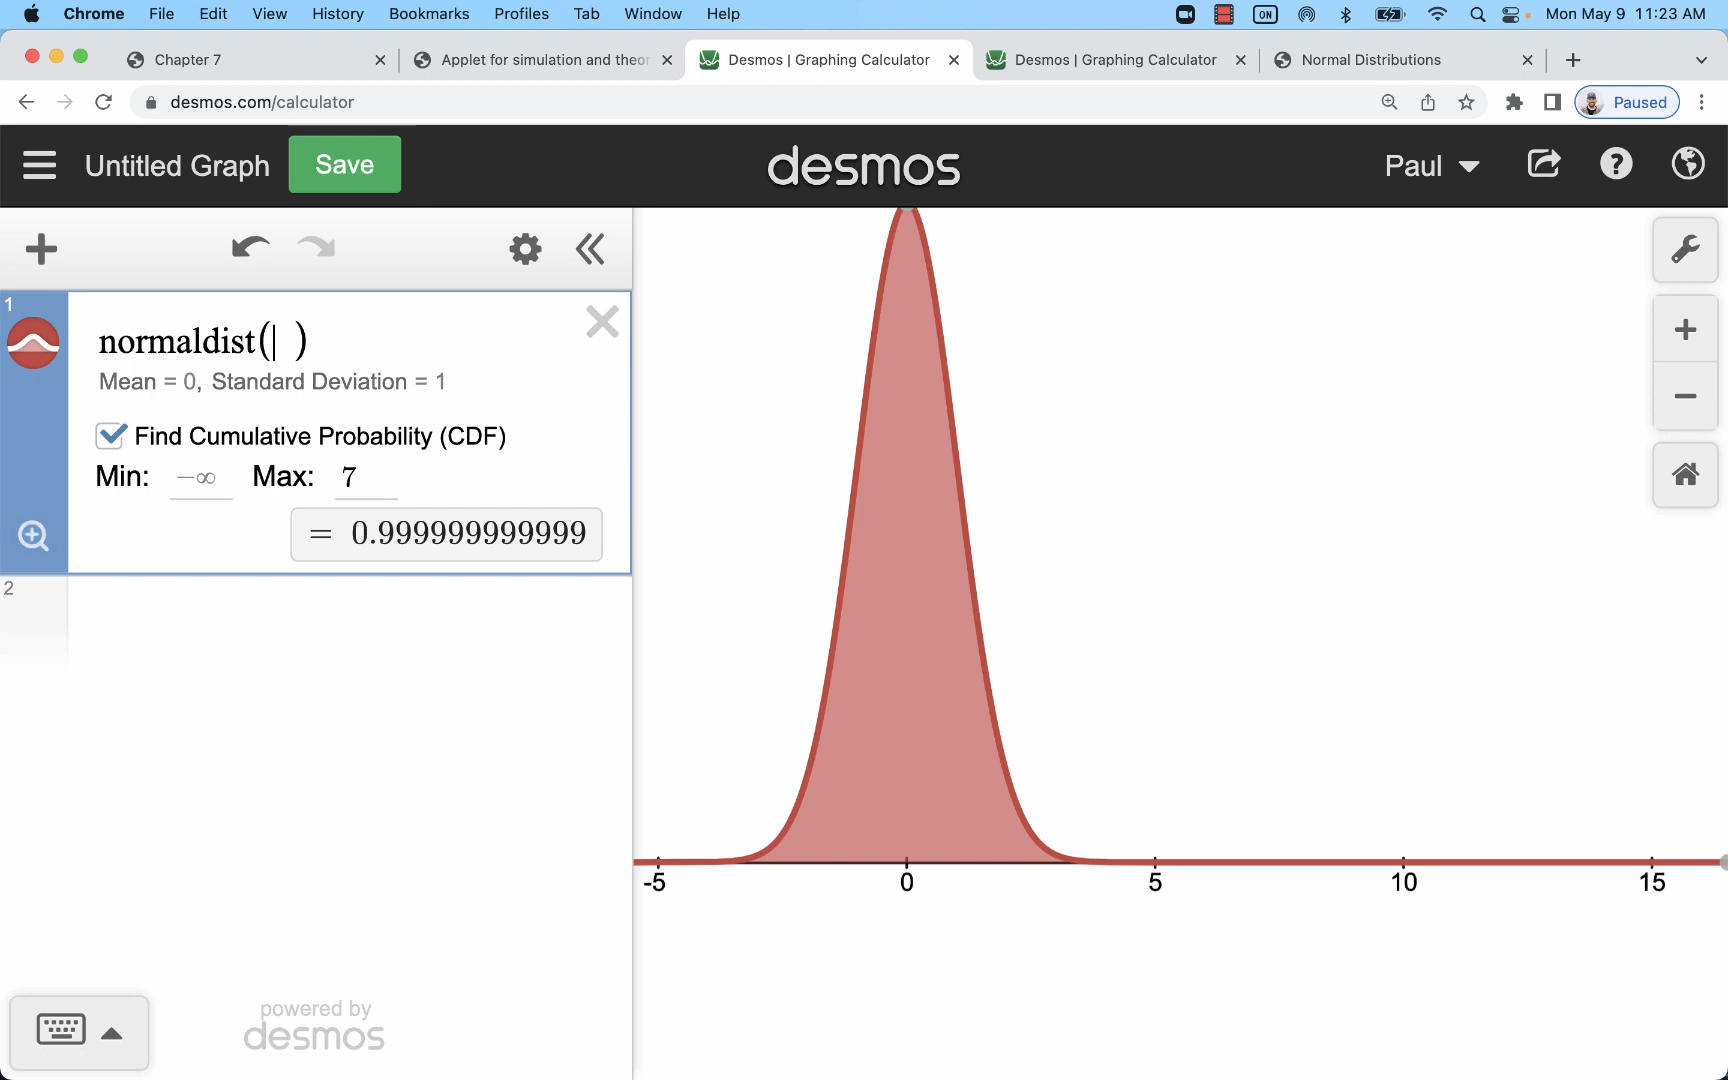 Chrome File Edit View History Bookmarks Profiles Tab Window Help ON Mon May 9 11:23 AM
Chapter 7 Applet for simulation and theor Desmos | Graphing Calculator Desmos | Graphing Calculator Normal Distributions
desmos.com/calculator Paused
Untitled Graph Save desmos Paul
1
normaldist( )
Mean = 0, Standard Deviation = 1
Find Cumulative Probability (CDF)
Min: −∞ Max: 7
= 0.999999999999
2
-5 0 5 10 15
powered by
desmos